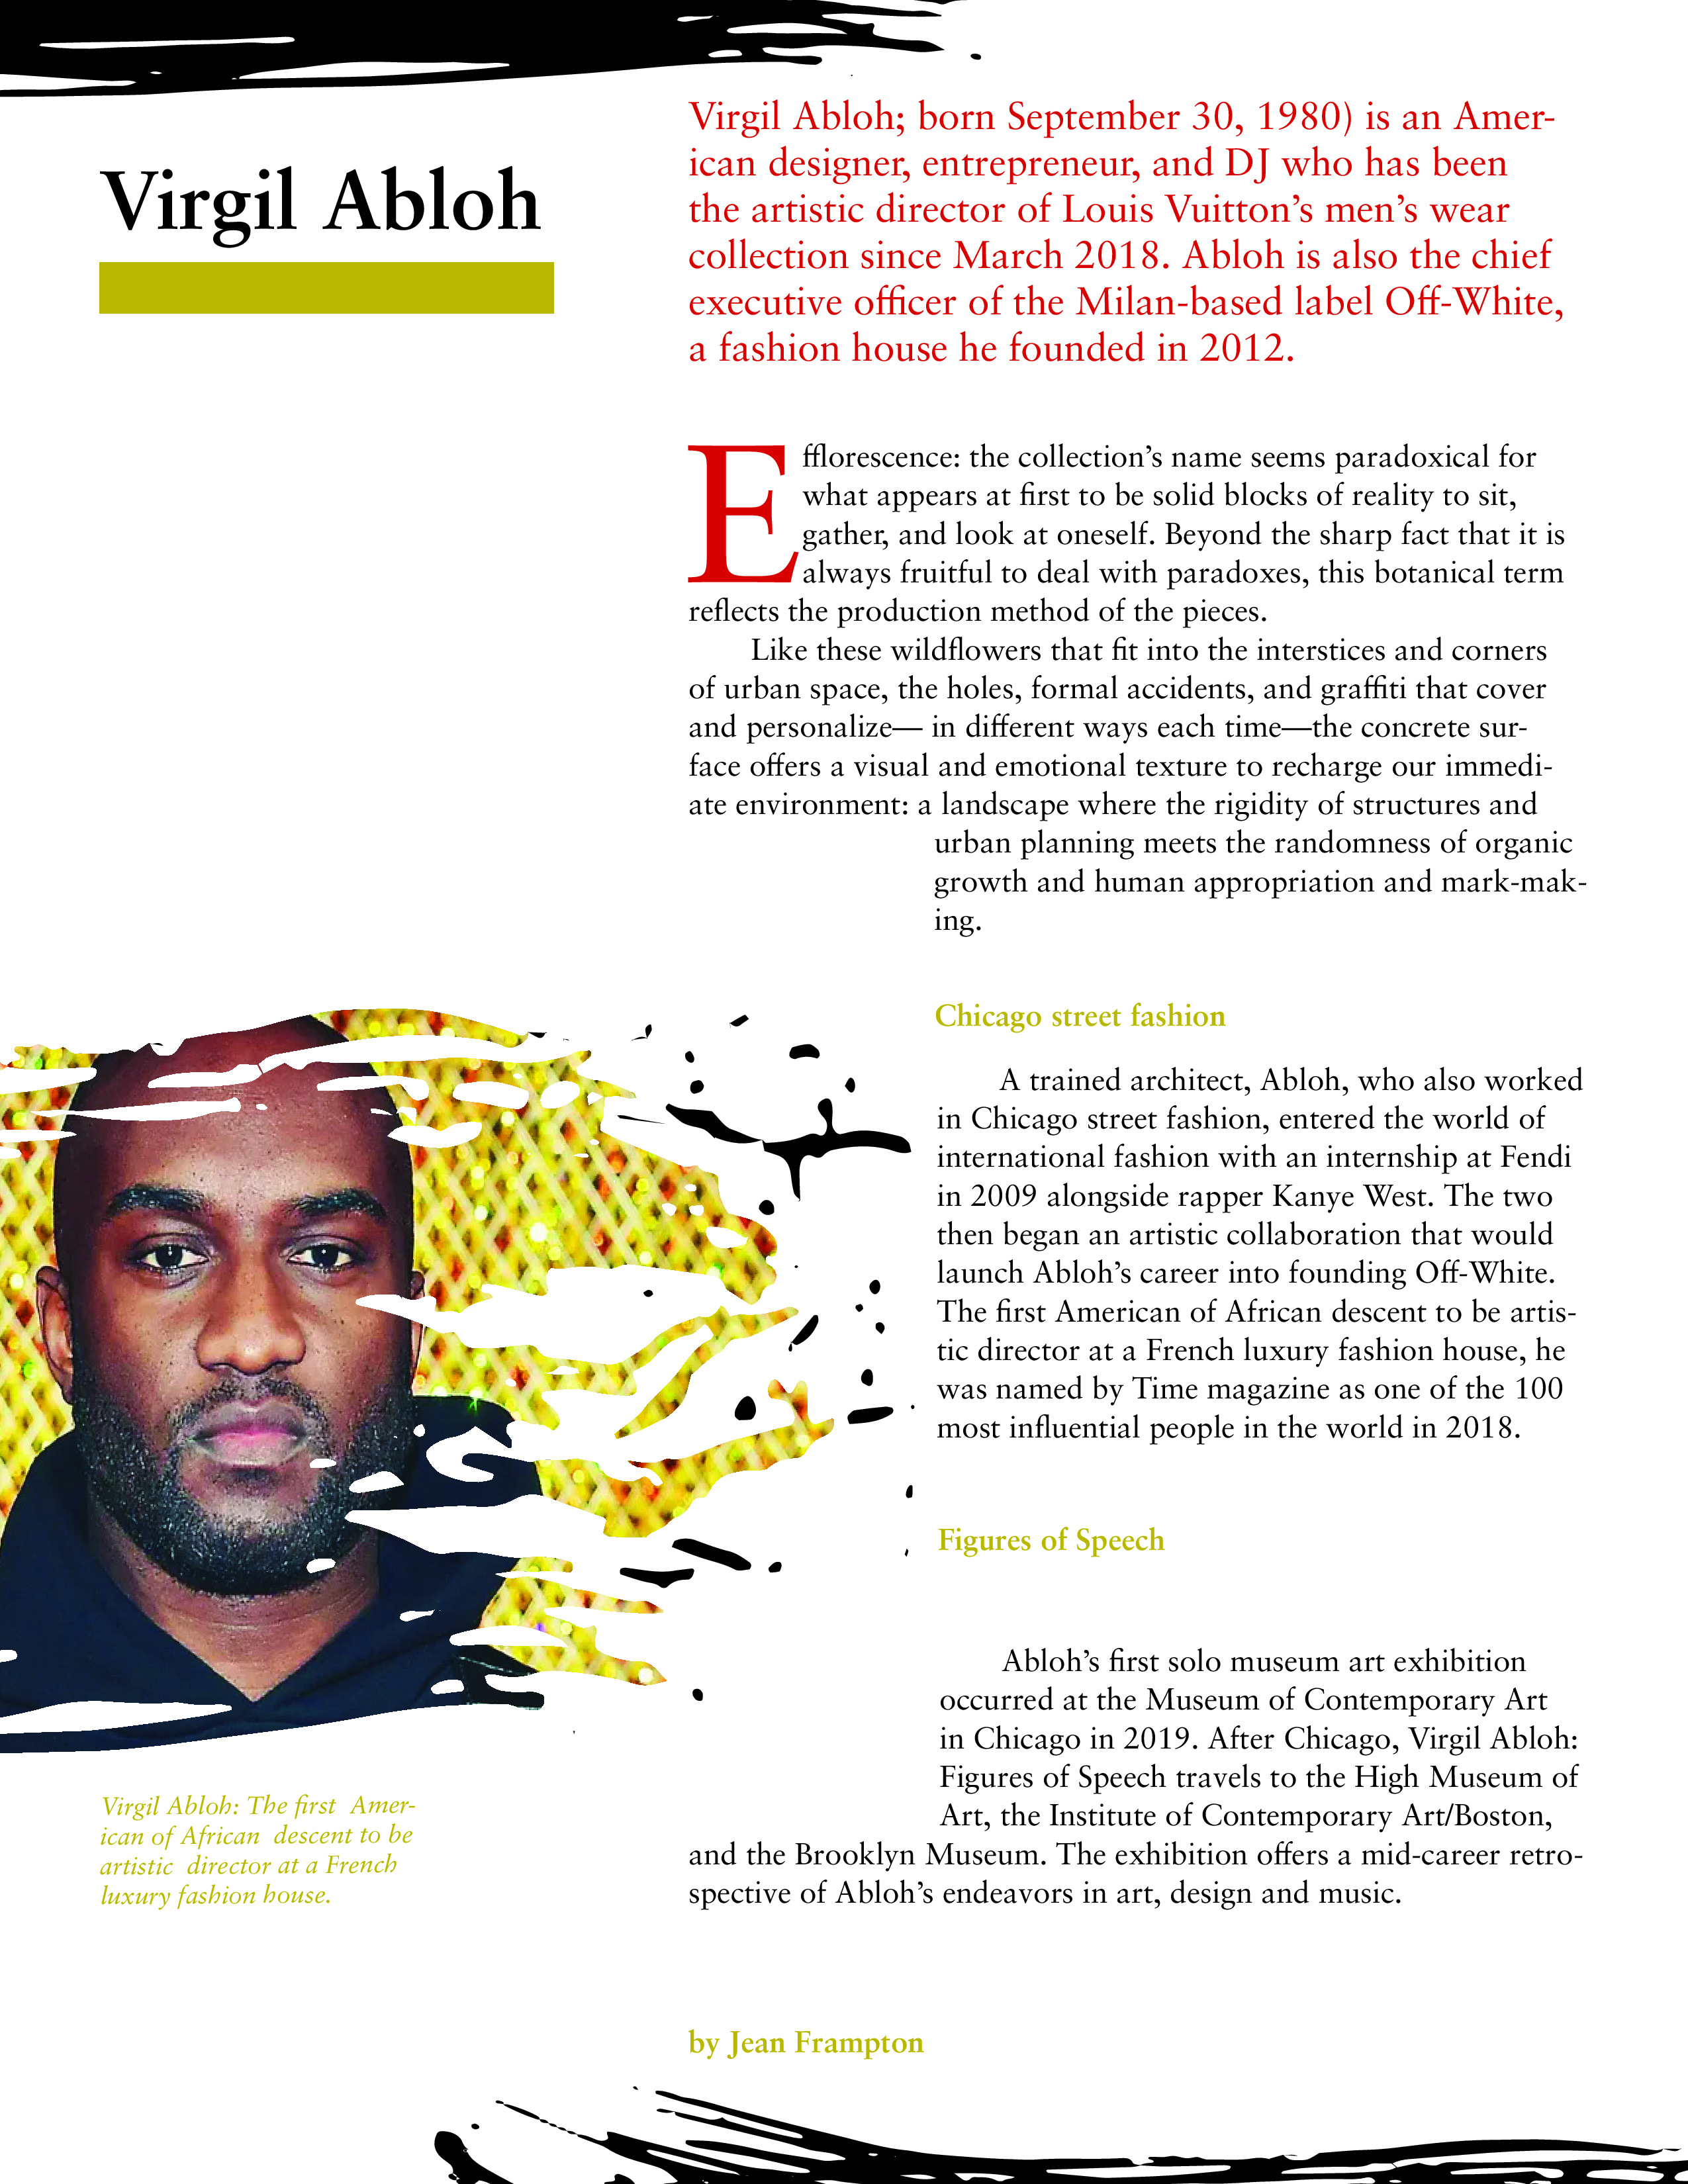 Virgil Abloh
Virgil Abloh; born September 30, 1980) is an Amer-
ican designer, entrepreneur, and DJ who has been
the artistic director of Louis Vuitton’s men’s wear
collection since March 2018. Abloh is also the chief
executive officer of the Milan-based label Off-White,
a fashion house he founded in 2012.
Efflorescence: the collection’s name seems paradoxical for
what appears at first to be solid blocks of reality to sit,
gather, and look at oneself. Beyond the sharp fact that it is
always fruitful to deal with paradoxes, this botanical term
reflects the production method of the pieces.
Like these wildflowers that fit into the interstices and corners
of urban space, the holes, formal accidents, and graffiti that cover
and personalize— in different ways each time—the concrete sur-
face offers a visual and emotional texture to recharge our immedi-
ate environment: a landscape where the rigidity of structures and
urban planning meets the randomness of organic
growth and human appropriation and mark-mak-
ing.
Chicago street fashion
A trained architect, Abloh, who also worked
in Chicago street fashion, entered the world of
international fashion with an internship at Fendi
in 2009 alongside rapper Kanye West. The two
then began an artistic collaboration that would
launch Abloh’s career into founding Off-White.
The first American of African descent to be artis-
tic director at a French luxury fashion house, he
was named by Time magazine as one of the 100
most influential people in the world in 2018.
Figures of Speech
Abloh’s first solo museum art exhibition
occurred at the Museum of Contemporary Art
in Chicago in 2019. After Chicago, Virgil Abloh:
Figures of Speech travels to the High Museum of
Art, the Institute of Contemporary Art/Boston,
and the Brooklyn Museum. The exhibition offers a mid-career retro-
spective of Abloh’s endeavors in art, design and music.
Virgil Abloh: The first  Amer-
ican of African  descent to be
artistic  director at a French
luxury fashion house.
by Jean Frampton